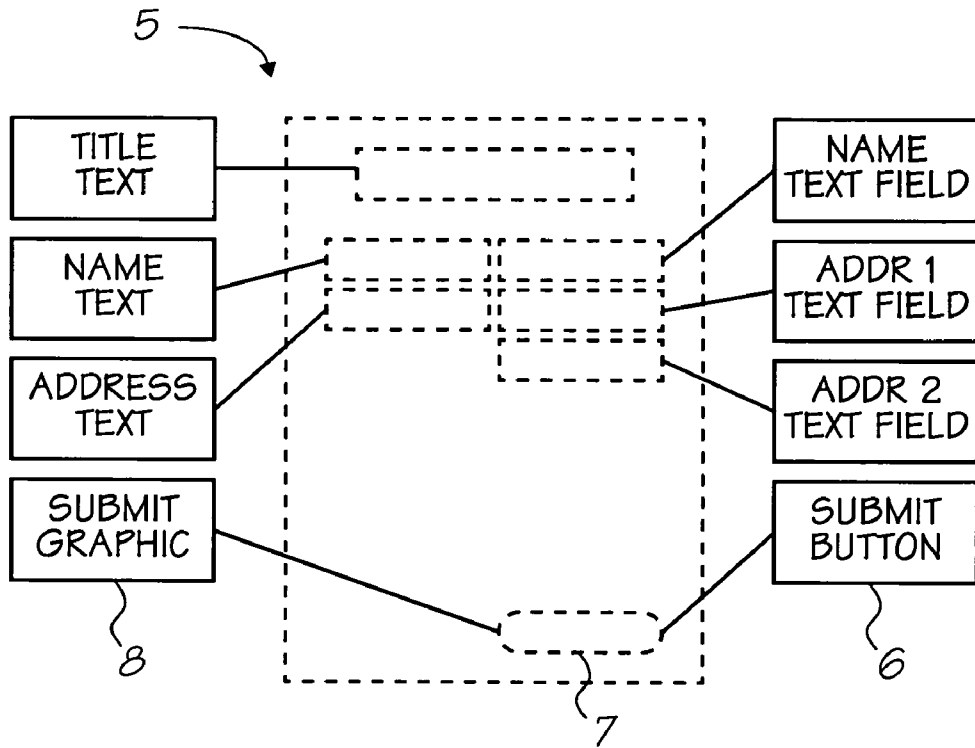 5
TITLE
TEXT
NAME
TEXT
ADDRESS
TEXT
SUBMIT
GRAPHIC
8
NAME
TEXT FIELD
ADDR 1
TEXT FIELD
ADDR 2
TEXT FIELD
SUBMIT
BUTTON
6
7